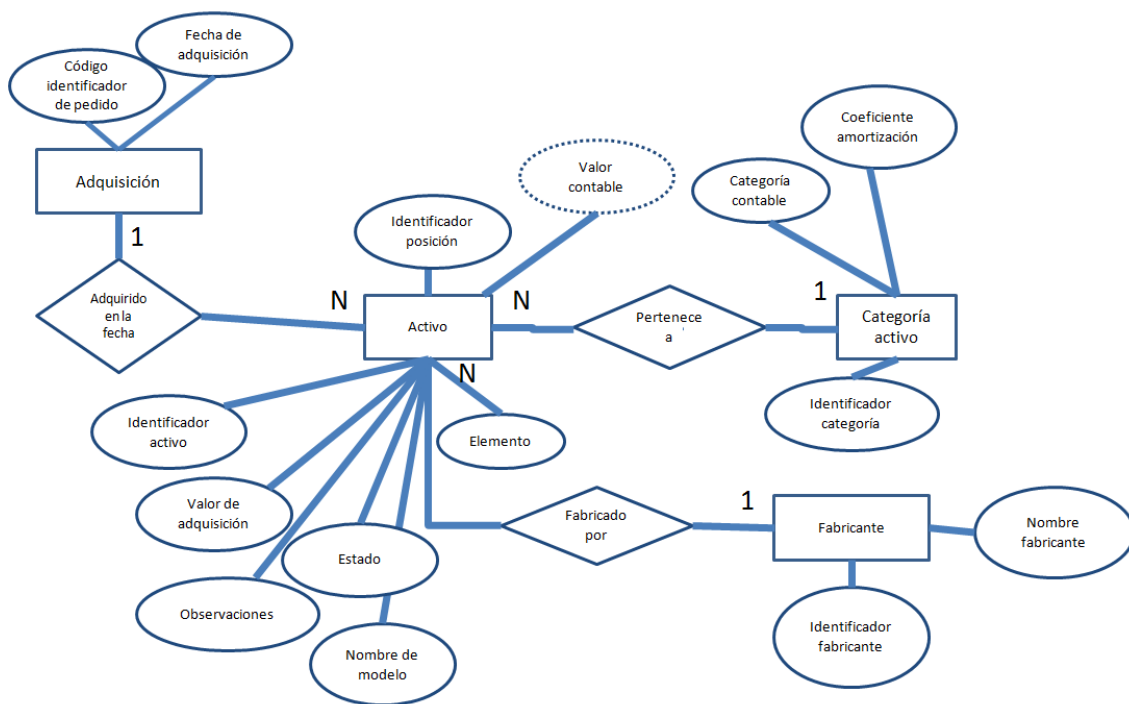 Fecha de
adquisición
Código
identificador
de pedido
Adquisición
1
Adquirido
en la
fecha
N
Identificador
posición
Valor
contable
Activo
N
N
Pertenece
a
1
Categoría
activo
Categoría
contable
Coeficiente
amortización
Identificador
categoría
Identificador
activo
Valor de
adquisición
Observaciones
Estado
Nombre de
modelo
Elemento
Fabricado
por
1
Fabricante
Nombre
fabricante
Identificador
fabricante